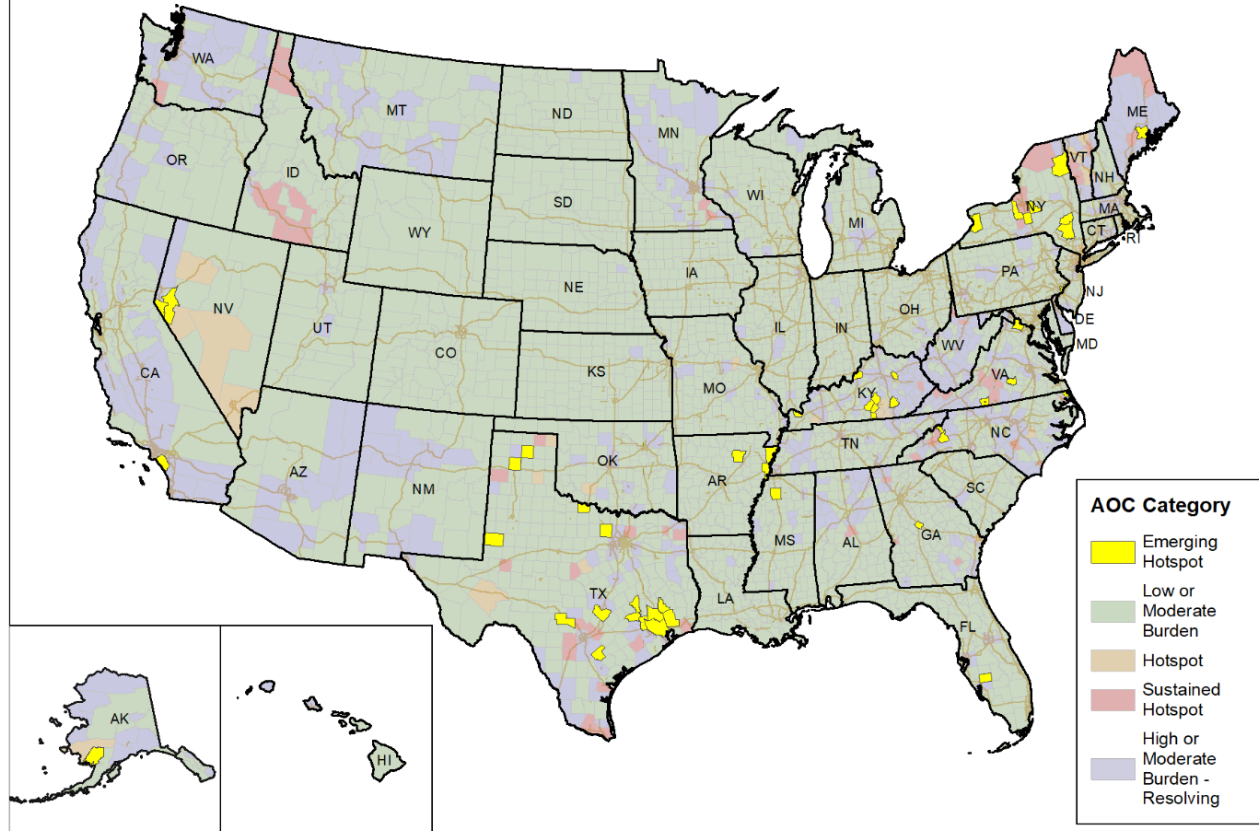 WA
MT
ND
MN
ME
OR
ID
SD
WI
MI
VT
NH
NY
MA
CT
RI
WY
IA
NE
PA
NJ
NV
UT
CO
IL
IN
OH
DE
MD
WV
VA
CA
KS
MO
KY
NC
TN
AZ
NM
OK
AR
SC
MS
AL
GA
TX
LA
FL
AK
HI
AOC Category
Emerging
Hotspot
Low or
Moderate
Burden
Hotspot
Sustained
Hotspot
High or
Moderate
Burden -
Resolving